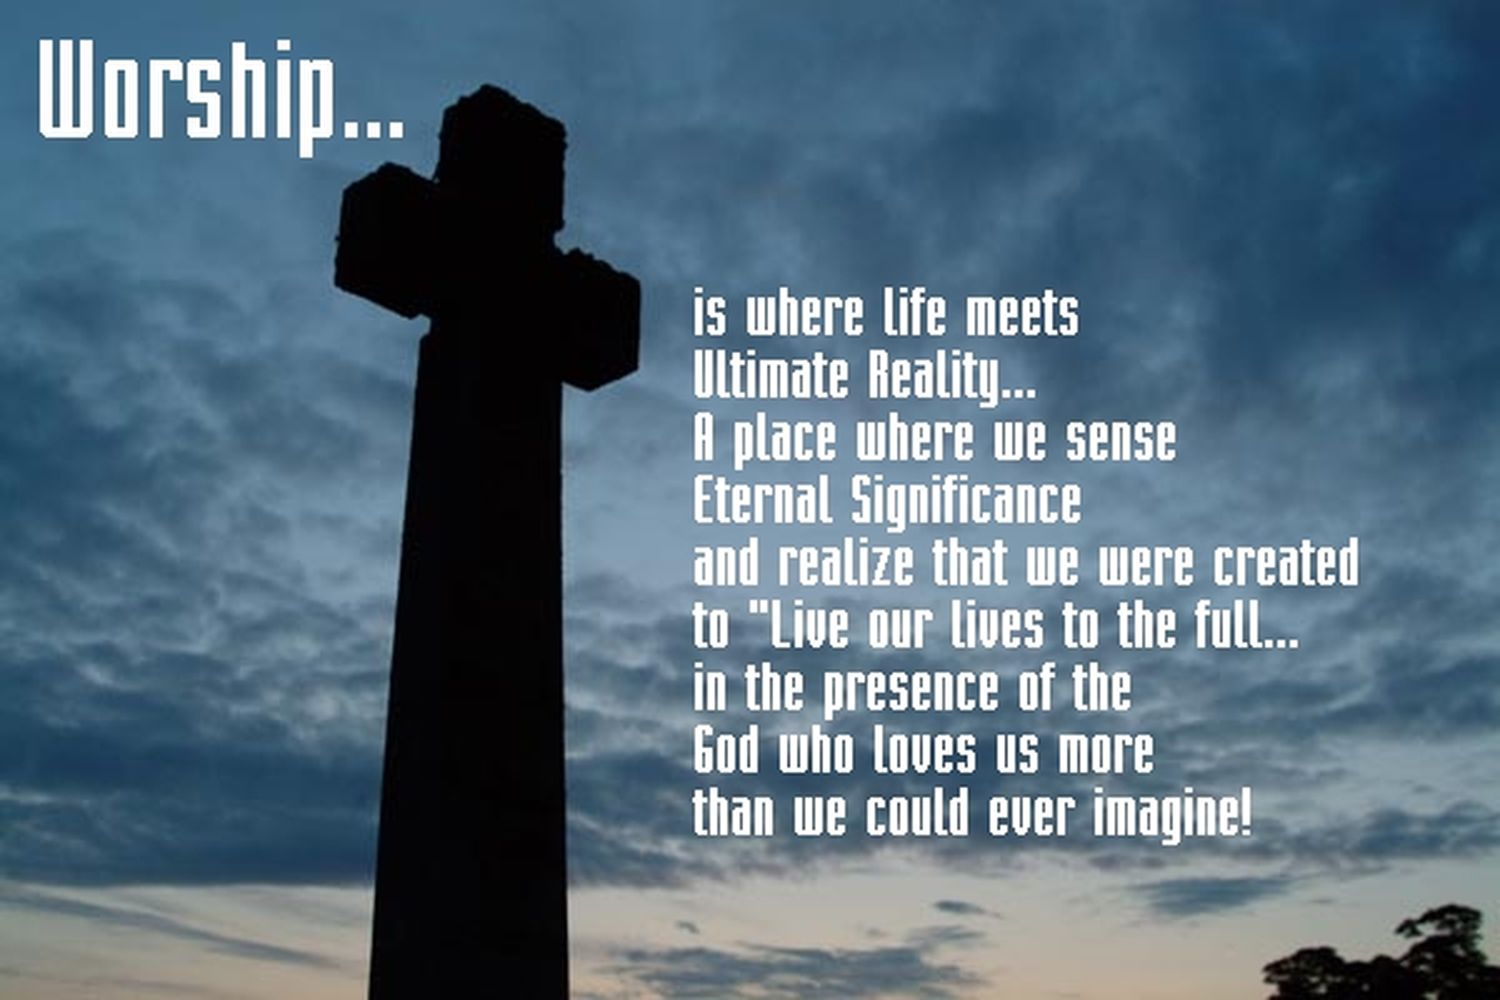 Worship...
is where life meets
Ultimate Reality...
A place where we sense
Eternal Significance
and realize that we were created
to "Live our lives to the full...
in the presence of the
God who loves us more
than we could ever imagine!